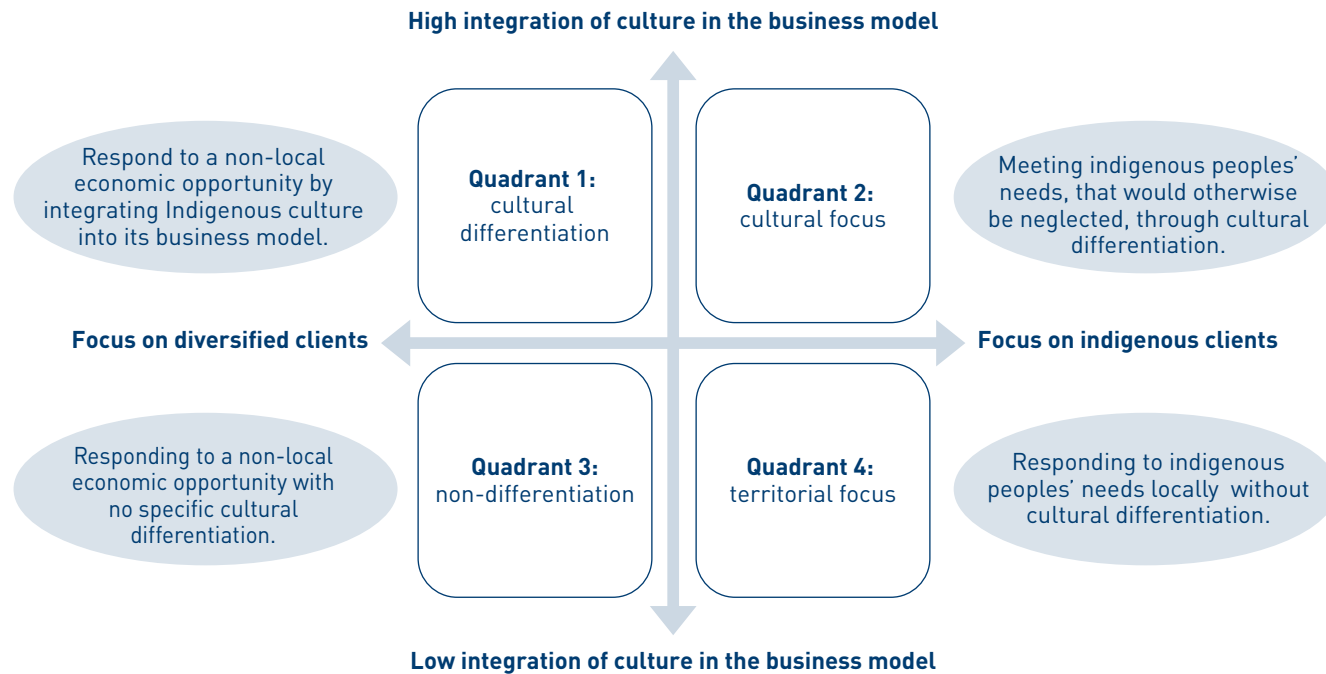 High integration of culture in the business model
Respond to a non-local
economic opportunity by
integrating Indigenous culture
into its business model.
Quadrant 1:
cultural
differentiation
Quadrant 2:
cultural focus
Meeting indigenous peoples’
needs, that would otherwise
be neglected, through cultural
differentiation.
Focus on diversified clients
Focus on indigenous clients
Responding to a non-local
economic opportunity with
no specific cultural
differentiation.
Quadrant 3:
non-differentiation
Quadrant 4:
territorial focus
Responding to indigenous
peoples’ needs locally without
cultural differentiation.
Low integration of culture in the business model